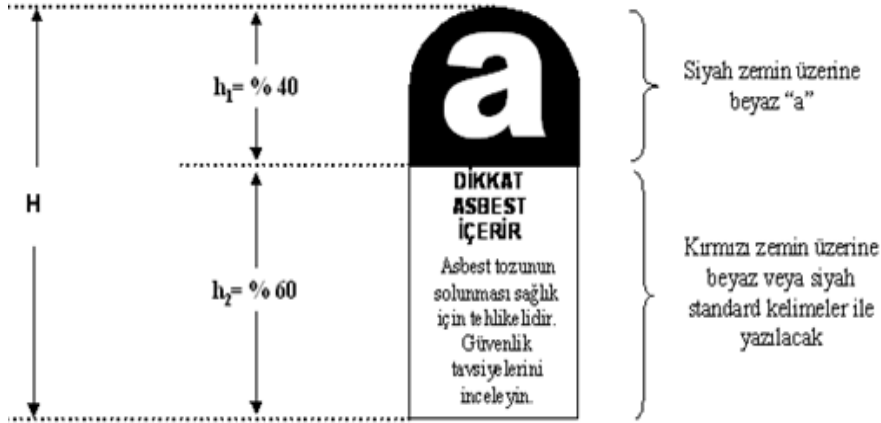 H
h₁= % 40
h₂= % 60
a
DİKKAT
ASBEST
İÇERİR
Asbest tozunun
solunması sağlık
için tehlikelidir.
Güvenlik
tavsiyelerini
inceleyin.
Siyah zemin üzerine
beyaz “a”
Kırmızı zemin üzerine
beyaz veya siyah
standard kelimeler ile
yazılacak